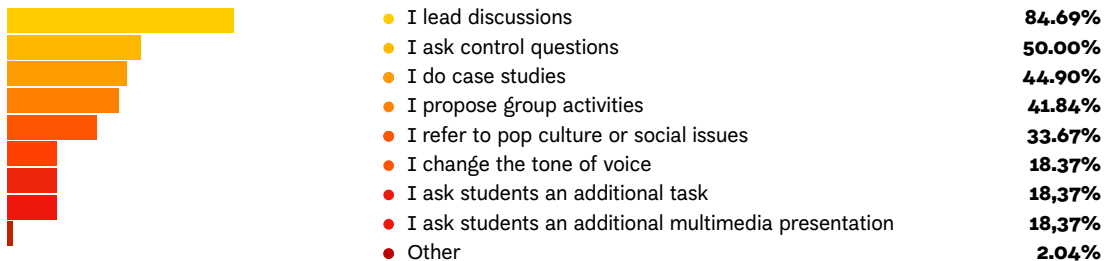 I lead discussions 84.69%
I ask control questions 50.00%
I do case studies 44.90%
I propose group activities 41.84%
I refer to pop culture or social issues 33.67%
I change the tone of voice 18.37%
I ask students an additional task 18,37%
I ask students an additional multimedia presentation 18,37%
Other 2.04%